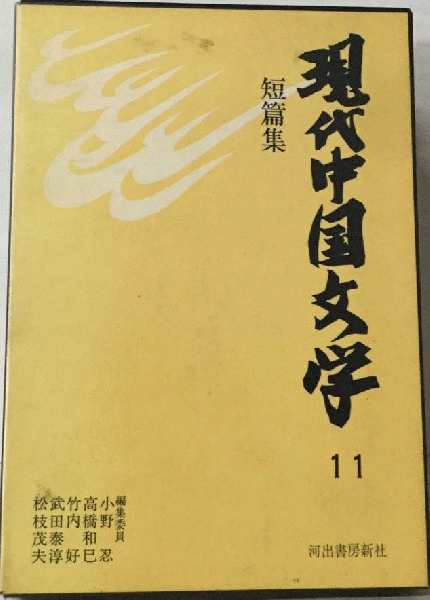 現代中国文学
11
短篇集
編集委員
小野忍
高橋和巳
竹内好
武田泰淳
松枝茂夫
河出書房新社